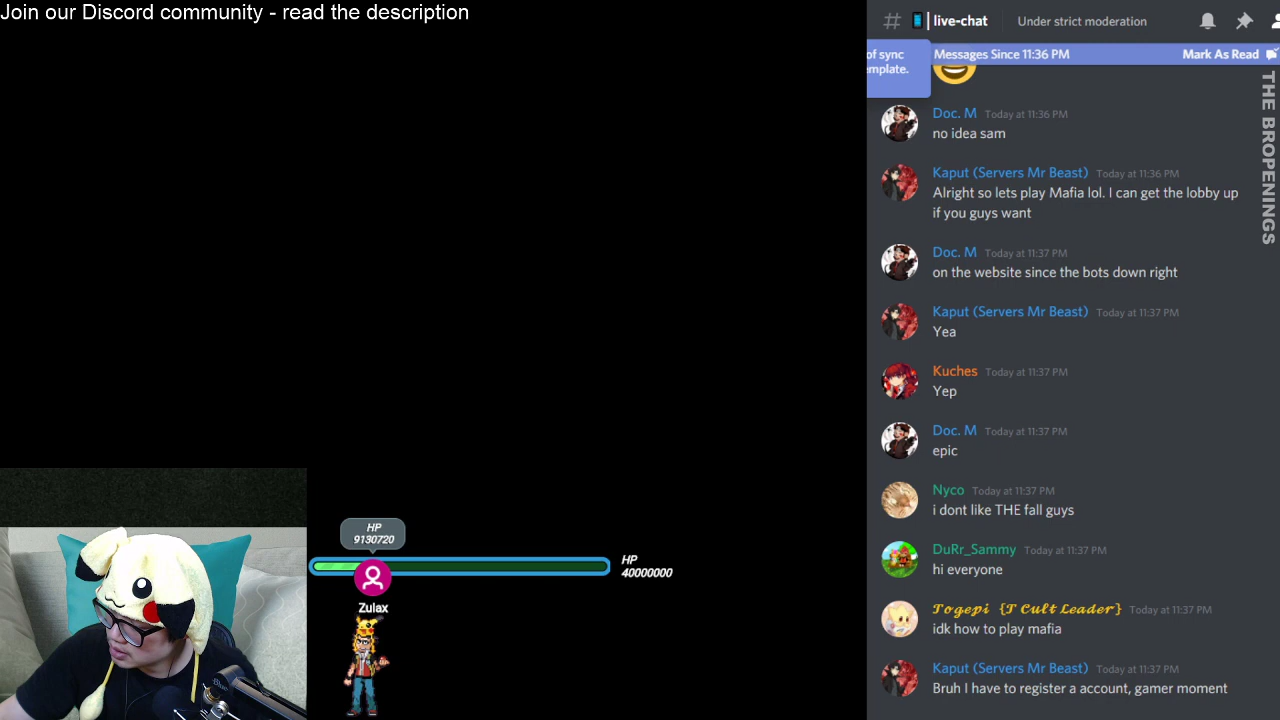 Join our Discord community - read the description
live-chat
Under strict moderation
of sync
emplate.
Messages Since 11:36 PM
Mark As Read
THE BROPENINGS
Doc. M Today at 11:36 PM
no idea sam
Kaput (Servers Mr Beast) Today at 11:36 PM
Alright so lets play Mafia lol. I can get the lobby up
if you guys want
Doc. M Today at 11:37 PM
on the website since the bots down right
Kaput (Servers Mr Beast) Today at 11:37 PM
Yea
Kuches Today at 11:37 PM
Yep
Doc. M Today at 11:37 PM
epic
Nyco Today at 11:37 PM
i dont like THE fall guys
DuRr_Sammy Today at 11:37 PM
hi everyone
Togepi {T Cult Leader} Today at 11:37 PM
idk how to play mafia
Kaput (Servers Mr Beast) Today at 11:37 PM
Bruh I have to register a account, gamer moment
HP
9130720
HP
40000000
Zulax
Blue